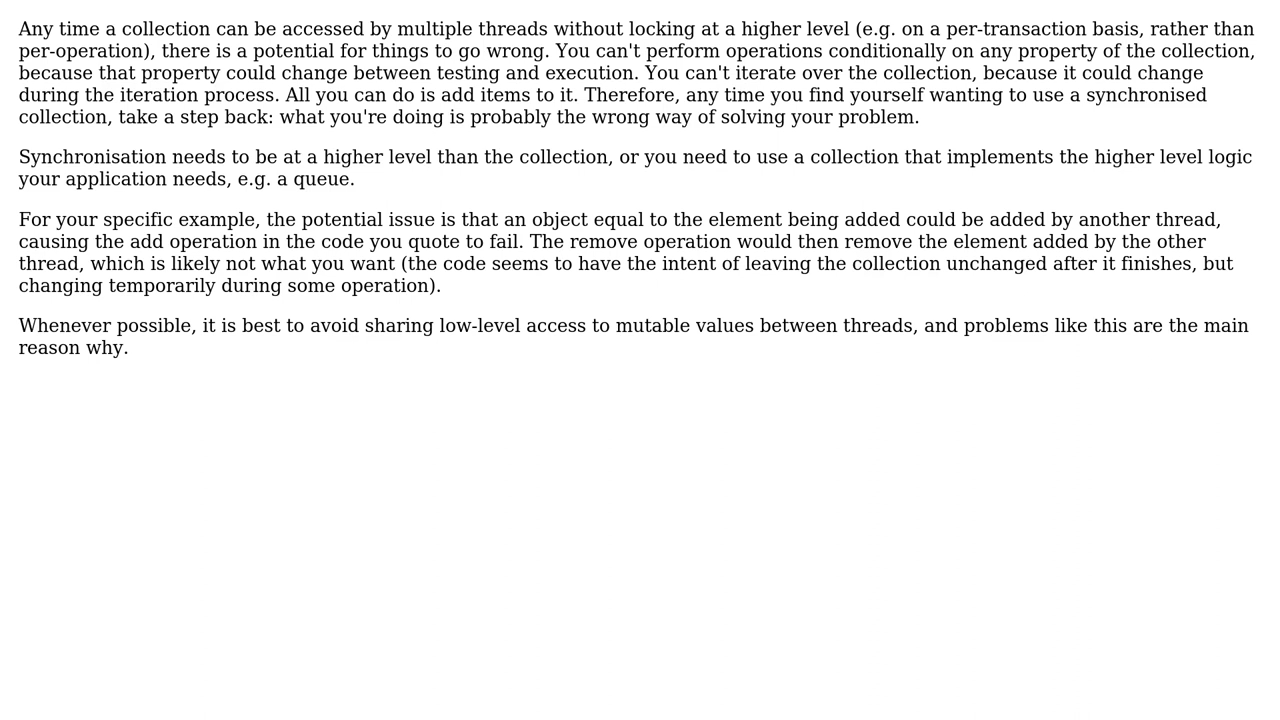 Any time a collection can be accessed by multiple threads without locking at a higher level (e.g. on a per-transaction basis, rather than
per-operation), there is a potential for things to go wrong. You can't perform operations conditionally on any property of the collection,
because that property could change between testing and execution. You can't iterate over the collection, because it could change
during the iteration process. All you can do is add items to it. Therefore, any time you find yourself wanting to use a synchronised
collection, take a step back: what you're doing is probably the wrong way of solving your problem.
Synchronisation needs to be at a higher level than the collection, or you need to use a collection that implements the higher level logic
your application needs, e.g. a queue.
For your specific example, the potential issue is that an object equal to the element being added could be added by another thread,
causing the add operation in the code you quote to fail. The remove operation would then remove the element added by the other
thread, which is likely not what you want (the code seems to have the intent of leaving the collection unchanged after it finishes, but
changing temporarily during some operation).
Whenever possible, it is best to avoid sharing low-level access to mutable values between threads, and problems like this are the main
reason why.